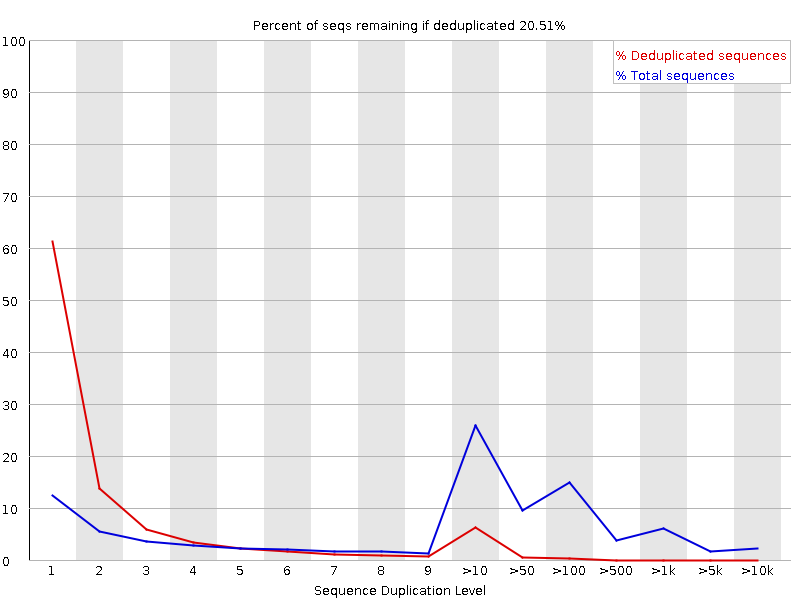 Percent of seqs remaining if deduplicated 20.51%
% Deduplicated sequences
% Total sequences
100
90
80
70
60
50
40
30
20
10
0
1 2 3 4 5 6 7 8 9 >10 >50 >100 >500 >1k >5k >10k
Sequence Duplication Level